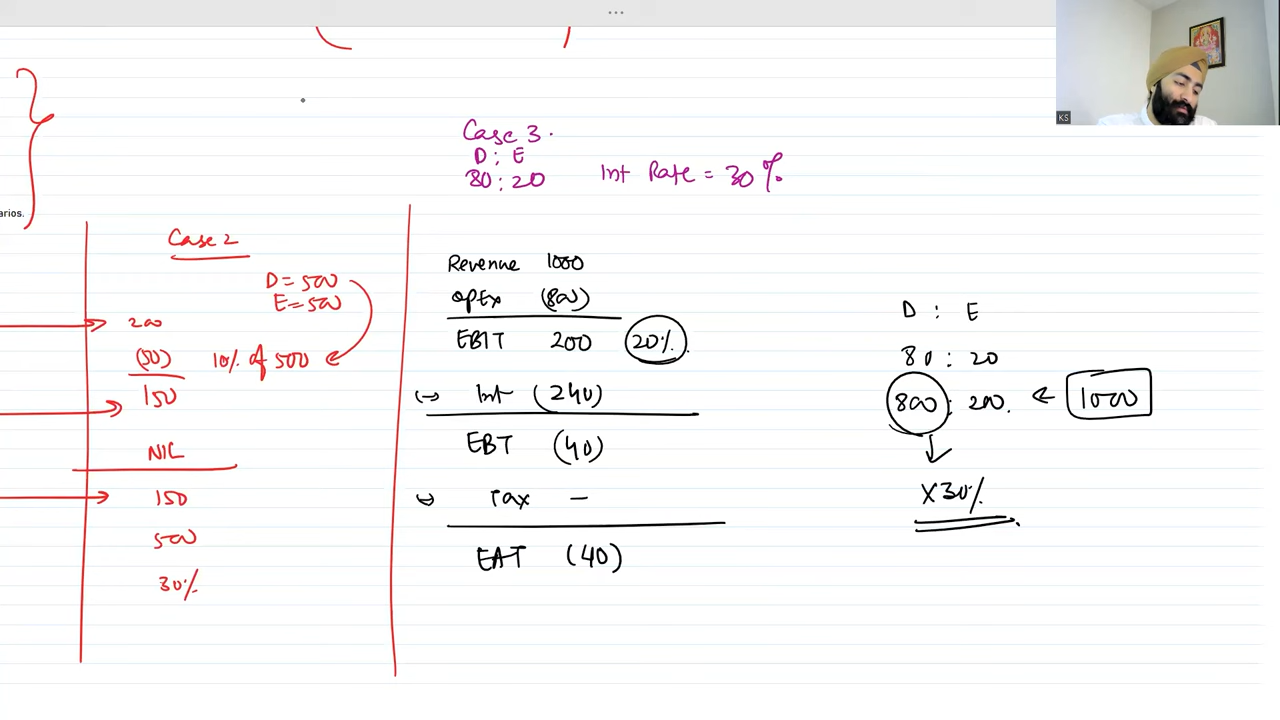 ...
KS
Case 3.
D : E
80 : 20
Int Rate = 30%
arios.
Case 2
D = 500
E = 500
200
(50) 10% of 500
150
NIL
150
500
30%
Revenue 1000
OpEx (800)
EBIT 200 20%.
(-) Int (240)
EBT (40)
Tax —
EAT (40)
D : E
80 : 20
800 : 200. ← 1000
↓
X30%